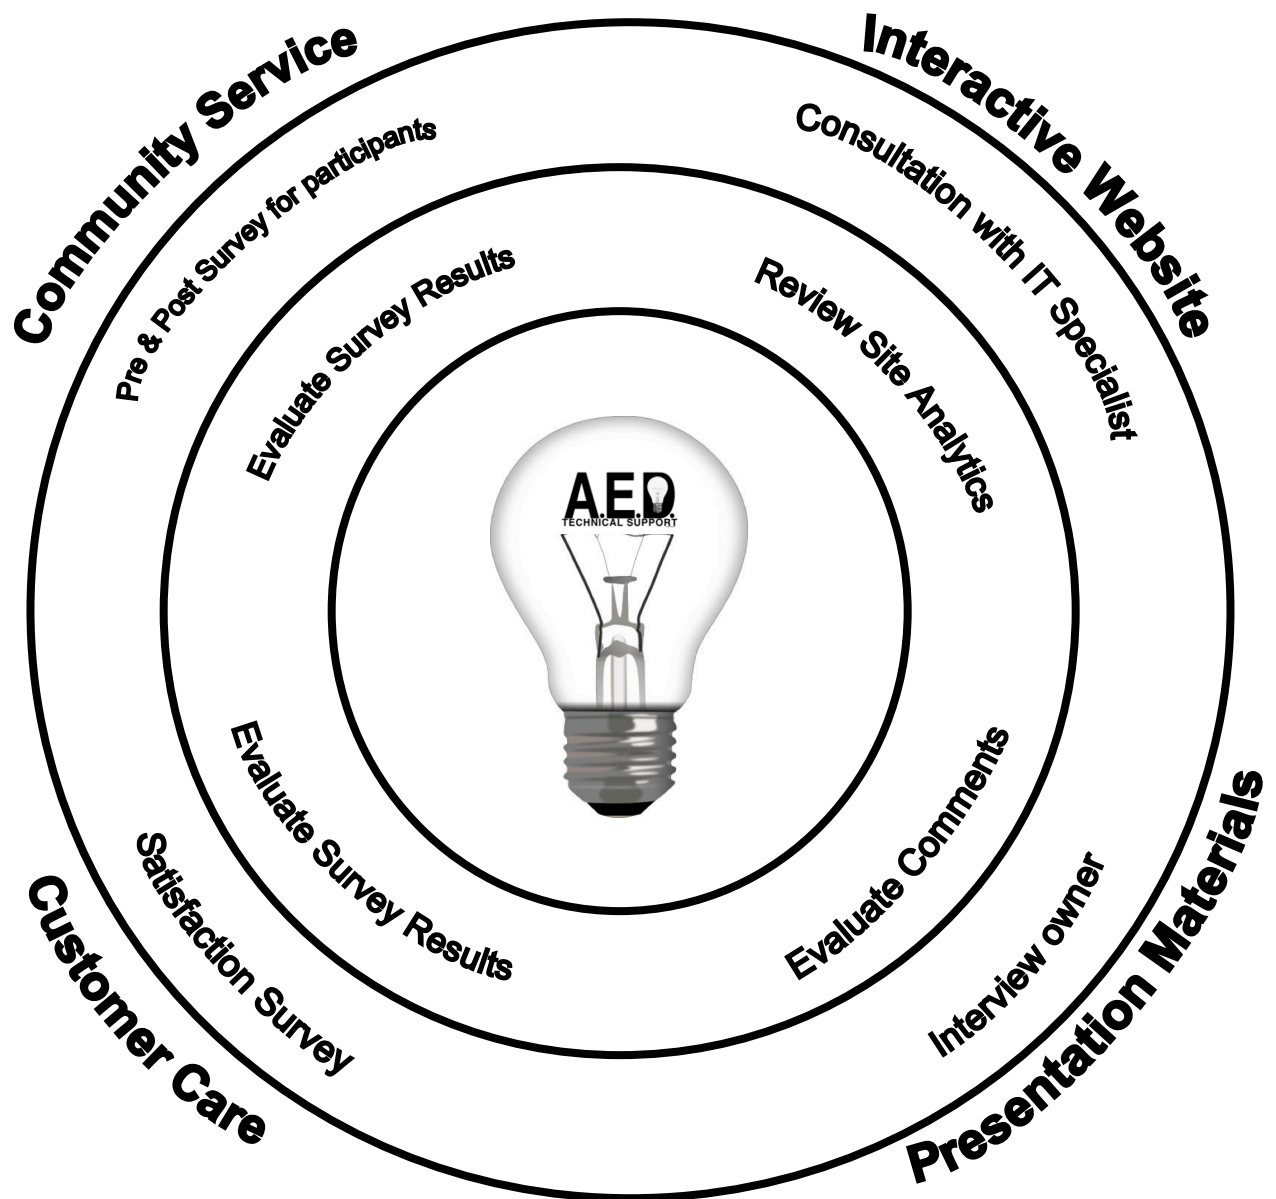 Community Service
Interactive Website
Pre & Post Survey for participants
Consultation with IT Specialist
Evaluate Survey Results
Review Site Analytics
A.E.D.
TECHNICAL SUPPORT
Evaluate Survey Results
Evaluate Comments
Satisfaction Survey
Interview owner
Customer Care
Presentation Materials